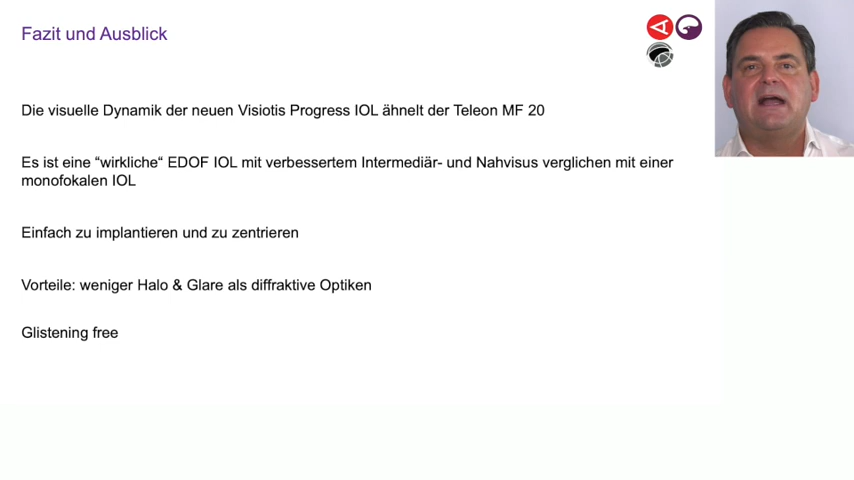 Fazit und Ausblick
Die visuelle Dynamik der neuen Visiotis Progress IOL ähnelt der Teleon MF 20
Es ist eine “wirkliche“ EDOF IOL mit verbessertem Intermediär- und Nahvisus verglichen mit einer
monofokalen IOL
Einfach zu implantieren und zu zentrieren
Vorteile: weniger Halo & Glare als diffraktive Optiken
Glistening free